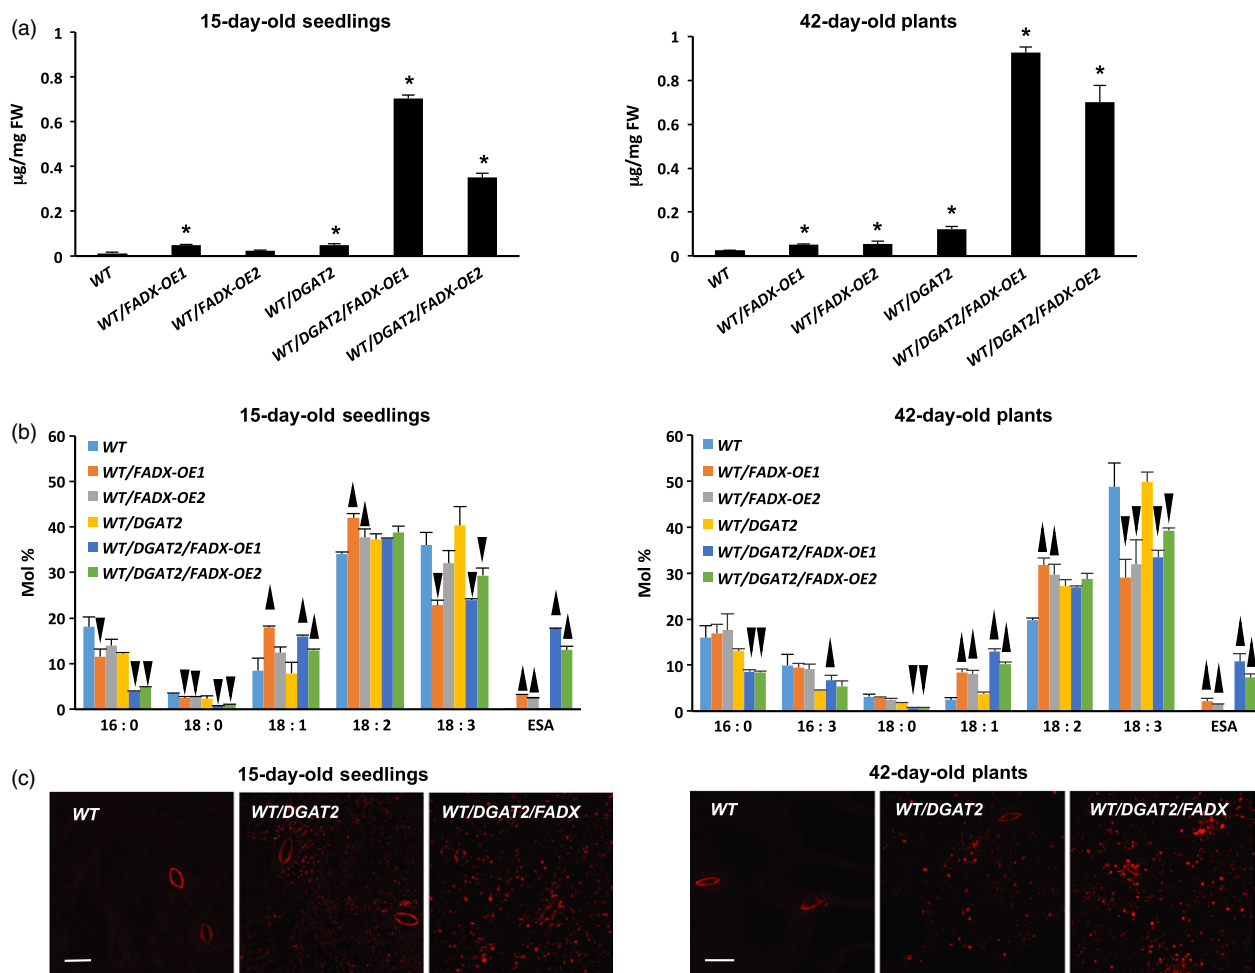 (a)
15-day-old seedlings
42-day-old plants
μg/mg FW
1
0.8
0.6
0.4
0.2
0
*
*
*
*
WT
WT/FADX-OE1
WT/FADX-OE2
WT/DGAT2
WT/DGAT2/FADX-OE1
WT/DGAT2/FADX-OE2
μg/mg FW
1
0.8
0.6
0.4
0.2
0
*
*
*
*
*
WT
WT/FADX-OE1
WT/FADX-OE2
WT/DGAT2
WT/DGAT2/FADX-OE1
WT/DGAT2/FADX-OE2
(b)
15-day-old seedlings
42-day-old plants
Mol %
60
50
40
30
20
10
0
WT
WT/FADX-OE1
WT/FADX-OE2
WT/DGAT2
WT/DGAT2/FADX-OE1
WT/DGAT2/FADX-OE2
16 : 0 18 : 0 18 : 1 18 : 2 18 : 3 ESA
Mol %
60
50
40
30
20
10
0
WT
WT/FADX-OE1
WT/FADX-OE2
WT/DGAT2
WT/DGAT2/FADX-OE1
WT/DGAT2/FADX-OE2
16 : 0 16 : 3 18 : 0 18 : 1 18 : 2 18 : 3 ESA
(c)
15-day-old seedlings
42-day-old plants
WT
WT/DGAT2
WT/DGAT2/FADX
WT
WT/DGAT2
WT/DGAT2/FADX